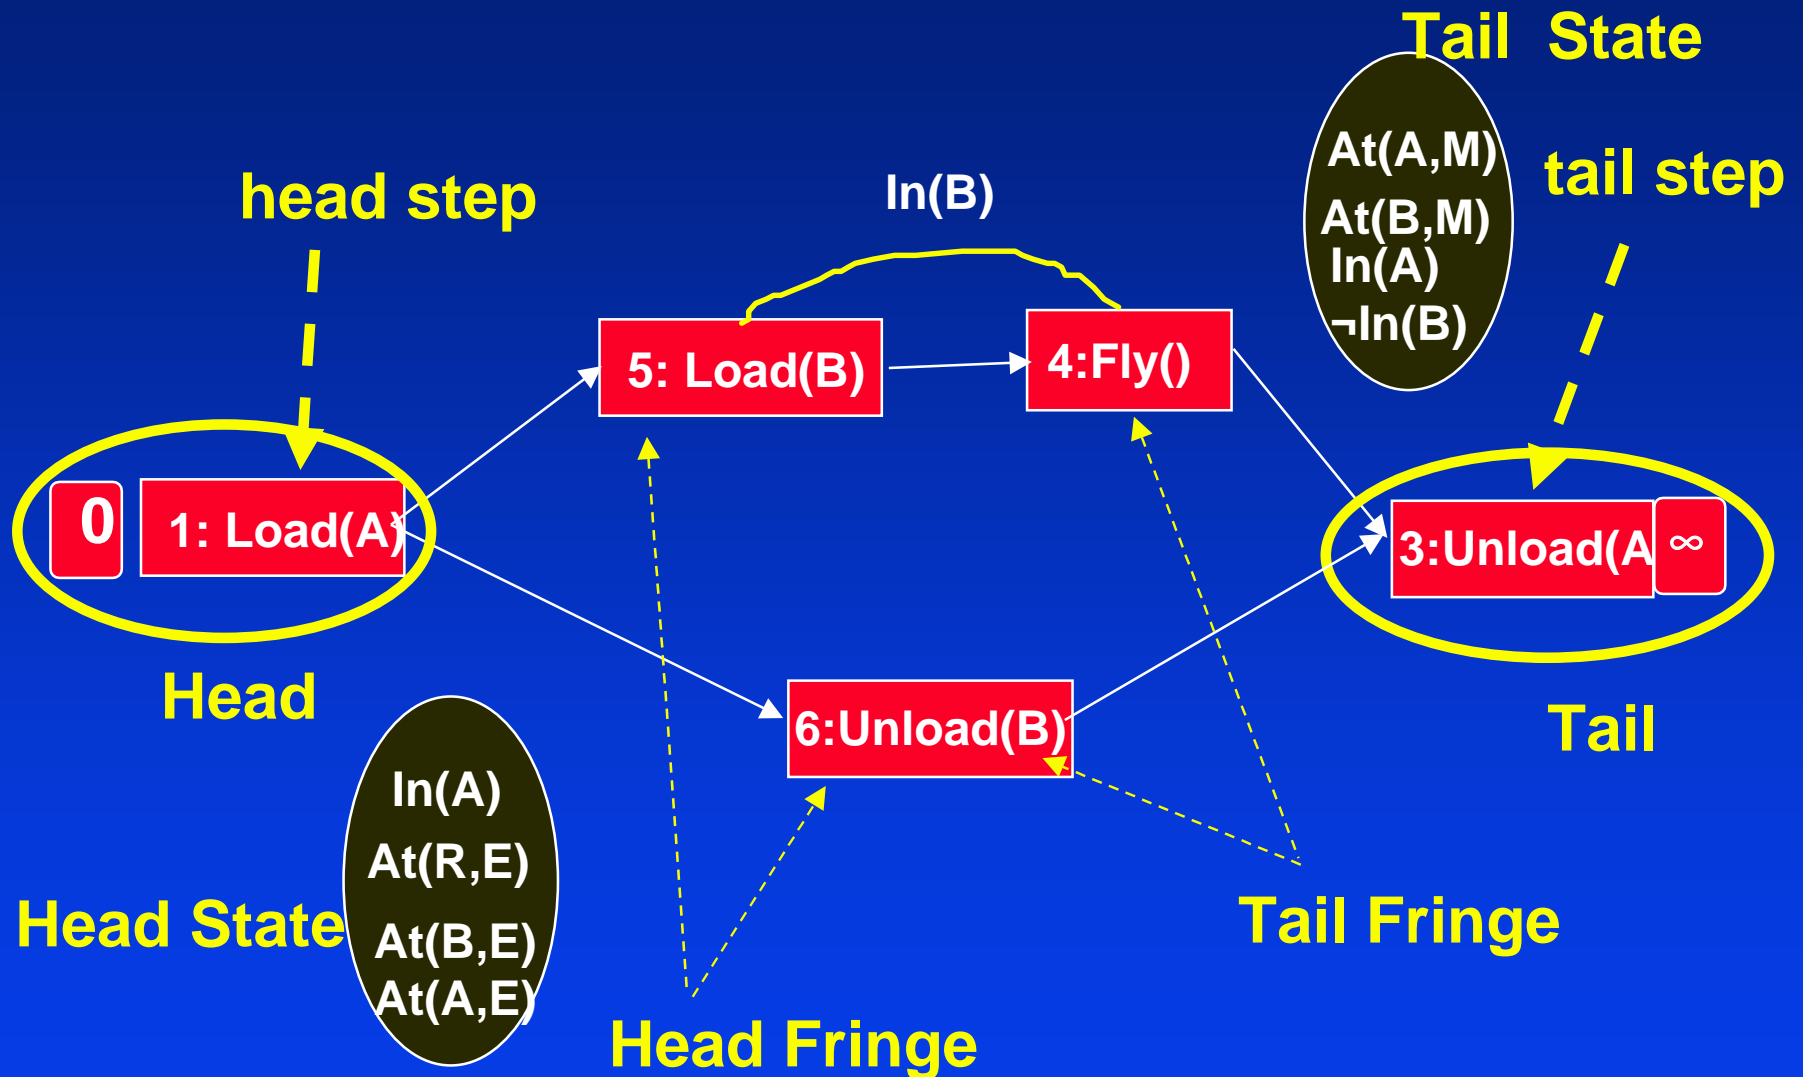 Tail State
At(A,M)
tail step
head step
In(B)
At(B,M)
In(A)
¬In(B)
5: Load(B)
4:Fly()
0
1: Load(A)
3:Unload(A
∞
Head
6:Unload(B)
Tail
In(A)
At(R,E)
Head State
At(B,E)
At(A,E)
Tail Fringe
Head Fringe